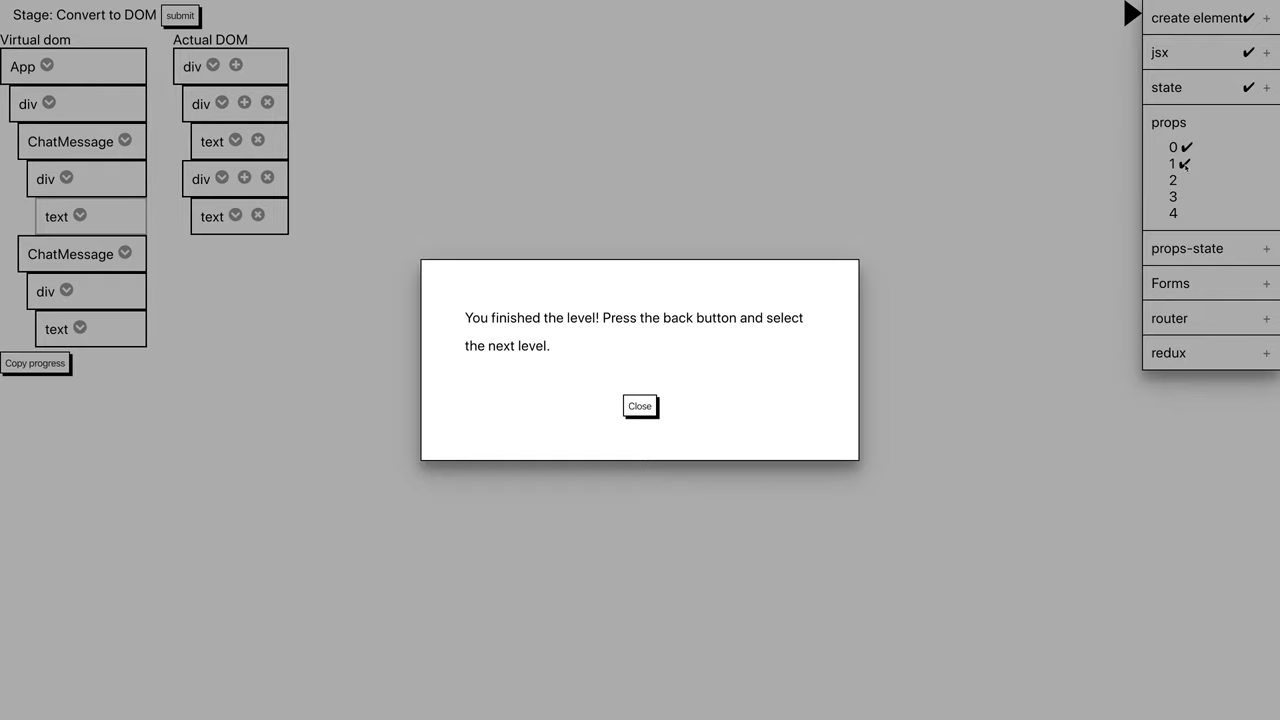 Stage: Convert to DOM submit
Virtual dom
App
div
ChatMessage
div
text
ChatMessage
div
text
Copy progress
Actual DOM
div
div
text
div
text
You finished the level! Press the back button and select
the next level.
Close
create element✔ +
jsx ✔ +
state ✔ +
props
0 ✔
1 ✔
2
3
4
props-state +
Forms +
router +
redux +